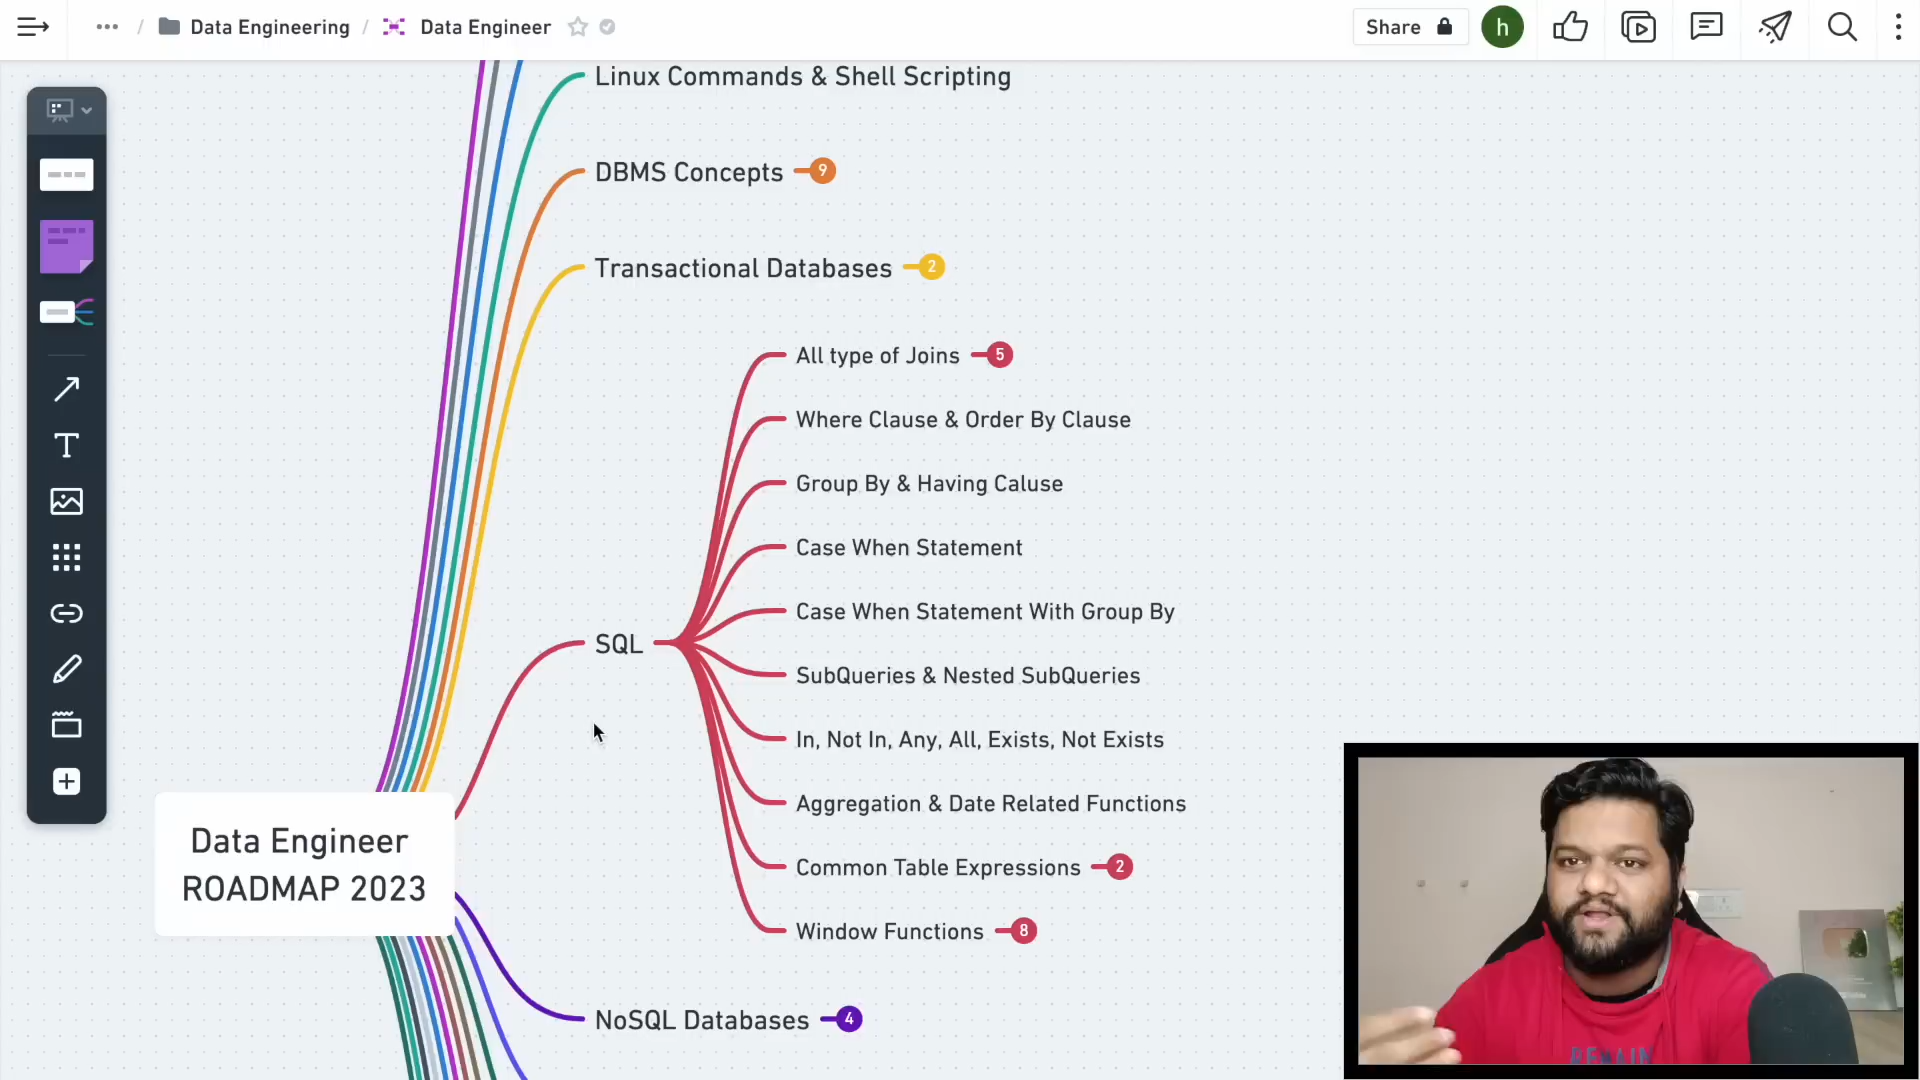 ... / Data Engineering / Data Engineer
Share
h
Linux Commands & Shell Scripting
DBMS Concepts 9
Transactional Databases 2
All type of Joins 5
Where Clause & Order By Clause
Group By & Having Caluse
Case When Statement
Case When Statement With Group By
SQL
SubQueries & Nested SubQueries
In, Not In, Any, All, Exists, Not Exists
Aggregation & Date Related Functions
Data Engineer
ROADMAP 2023
Common Table Expressions 2
Window Functions 8
NoSQL Databases 4